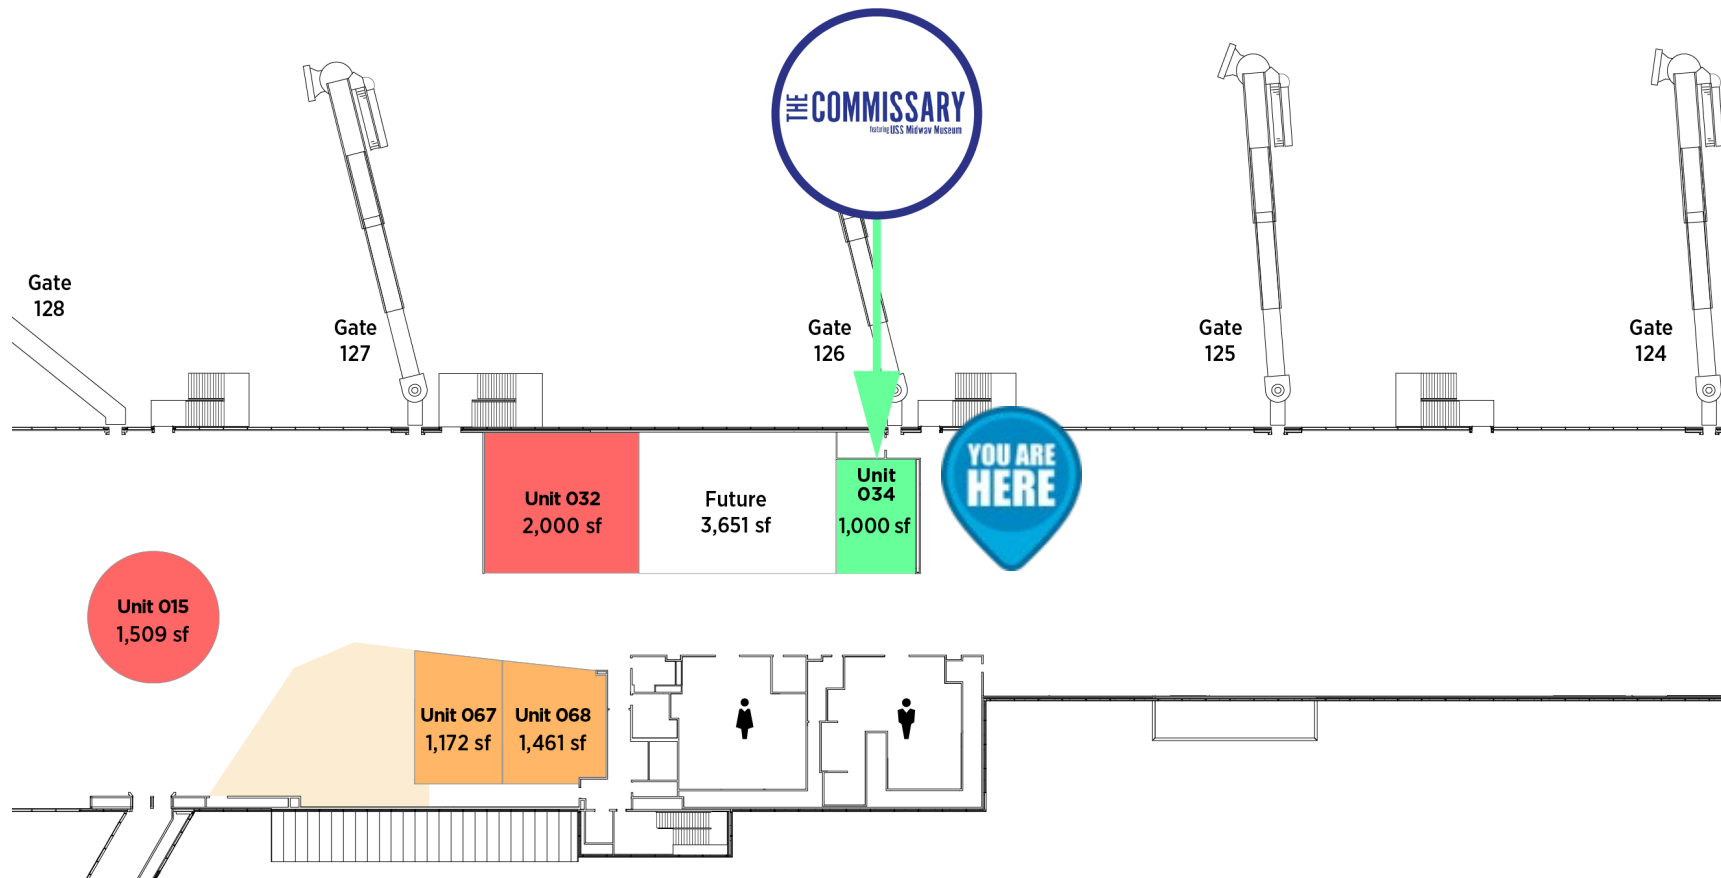 THE COMMISSARY
featuring USS Midway Museum
Gate
128
Gate
127
Gate
126
Gate
125
Gate
124
YOU ARE
HERE
Unit 032
2,000 sf
Future
3,651 sf
Unit
034
1,000 sf
Unit 015
1,509 sf
Unit 067
1,172 sf
Unit 068
1,461 sf